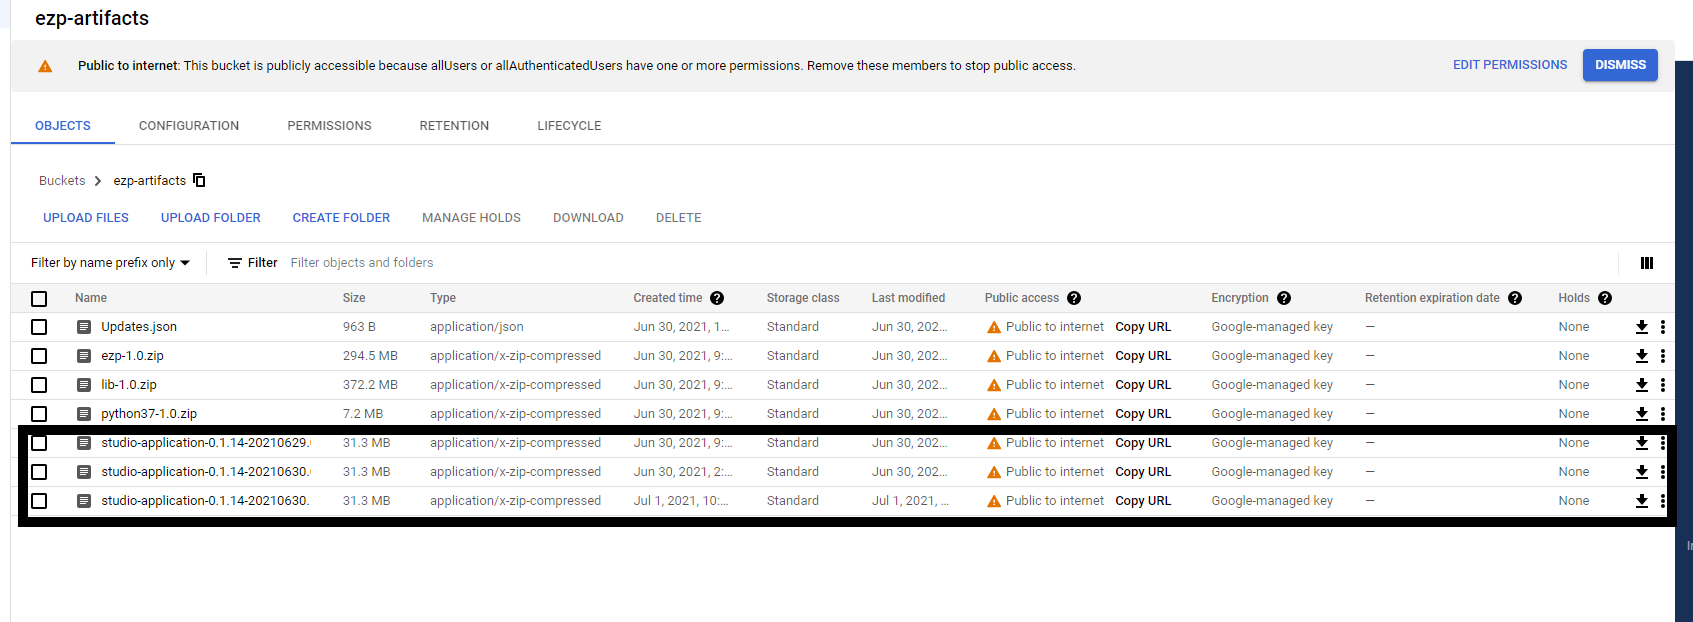 ezp-artifacts
Public to internet: This bucket is publicly accessible because allUsers or allAuthenticatedUsers have one or more permissions. Remove these members to stop public access. EDIT PERMISSIONS DISMISS
OBJECTS CONFIGURATION PERMISSIONS RETENTION LIFECYCLE
Buckets ezp-artifacts
UPLOAD FILES UPLOAD FOLDER CREATE FOLDER MANAGE HOLDS DOWNLOAD DELETE
Filter by name prefix only Filter Filter objects and folders
Name Size Type Created time Storage class Last modified Public access Encryption Retention expiration date Holds
Updates.json 963 B application/json Jun 30, 2021, 1... Standard Jun 30, 202... Public to internet Copy URL Google-managed key — None
ezp-1.0.zip 294.5 MB application/x-zip-compressed Jun 30, 2021, 9:... Standard Jun 30, 202... Public to internet Copy URL Google-managed key — None
lib-1.0.zip 372.2 MB application/x-zip-compressed Jun 30, 2021, 9:... Standard Jun 30, 202... Public to internet Copy URL Google-managed key — None
python37-1.0.zip 7.2 MB application/x-zip-compressed Jun 30, 2021, 9:... Standard Jun 30, 202... Public to internet Copy URL Google-managed key — None
studio-application-0.1.14-20210629. 31.3 MB application/x-zip-compressed Jun 30, 2021, 9:... Standard Jun 30, 202... Public to internet Copy URL Google-managed key — None
studio-application-0.1.14-20210630. 31.3 MB application/x-zip-compressed Jun 30, 2021, 2:... Standard Jun 30, 202... Public to internet Copy URL Google-managed key — None
studio-application-0.1.14-20210630. 31.3 MB application/x-zip-compressed Jul 1, 2021, 10:... Standard Jul 1, 2021, ... Public to internet Copy URL Google-managed key — None